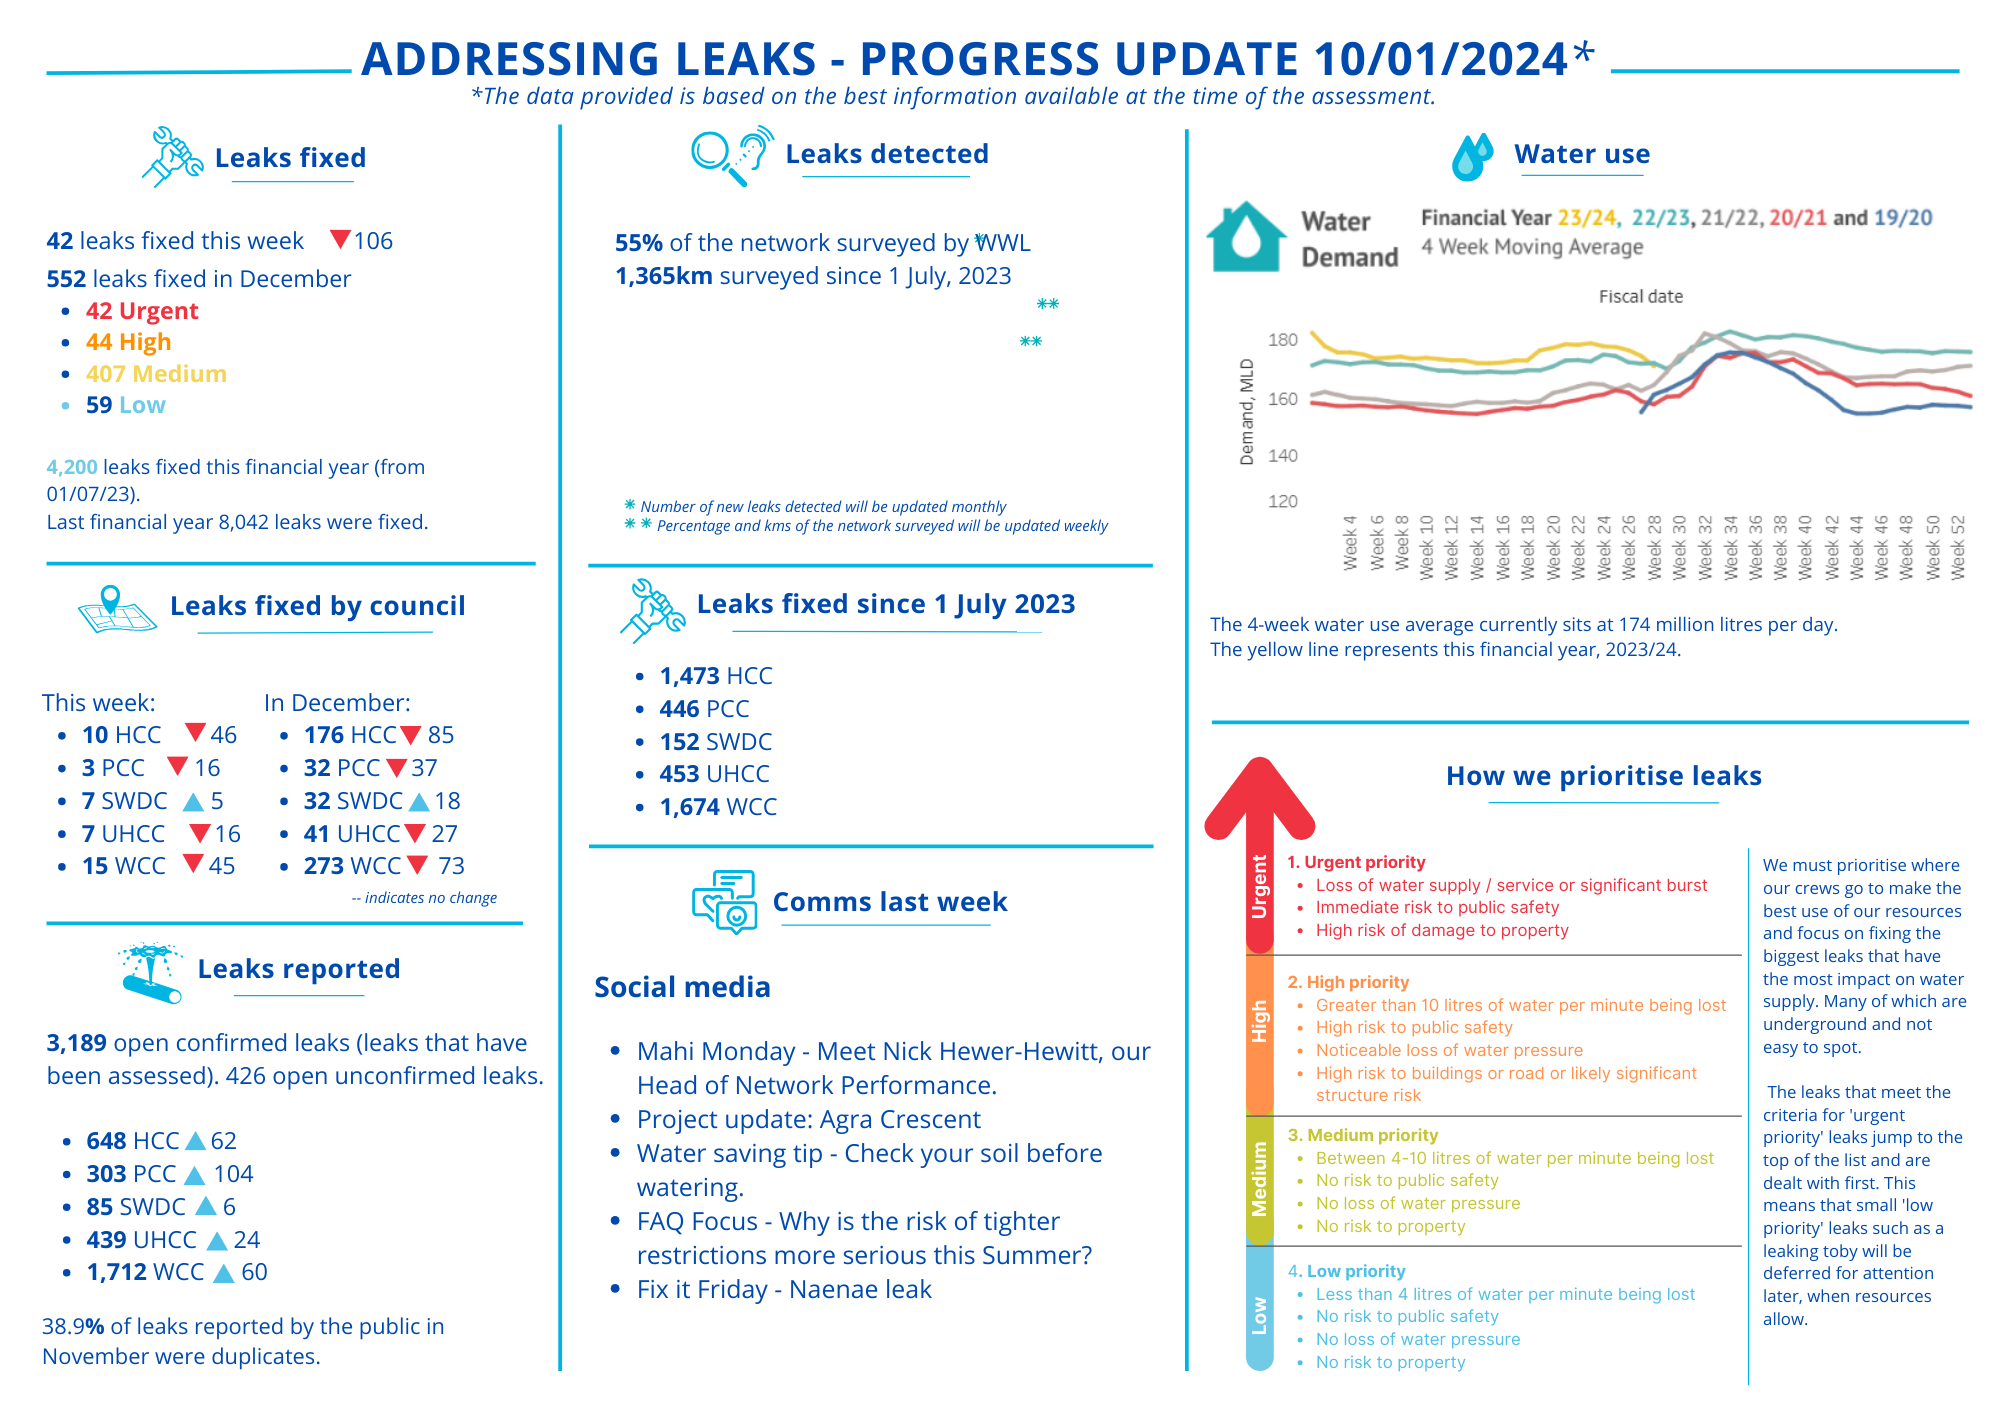 ADDRESSING LEAKS - PROGRESS UPDATE 10/01/2024*
*The data provided is based on the best information available at the time of the assessment.
Leaks fixed
42 leaks fixed this week ▼106
552 leaks fixed in December
• 42 Urgent
• 44 High
• 407 Medium
• 59 Low
4,200 leaks fixed this financial year (from
01/07/23).
Last financial year 8,042 leaks were fixed.
Leaks fixed by council
This week:
• 10 HCC ▼ 46
• 3 PCC ▼ 16
• 7 SWDC ▲ 5
• 7 UHCC ▼ 16
• 15 WCC ▼ 45
In December:
• 176 HCC ▼ 85
• 32 PCC ▼ 37
• 32 SWDC ▲ 18
• 41 UHCC ▼ 27
• 273 WCC ▼ 73
-- indicates no change
Leaks reported
3,189 open confirmed leaks (leaks that have
been assessed). 426 open unconfirmed leaks.
• 648 HCC ▲ 62
• 303 PCC ▲ 104
• 85 SWDC ▲ 6
• 439 UHCC ▲ 24
• 1,712 WCC ▲ 60
38.9% of leaks reported by the public in
November were duplicates.
Leaks detected
55% of the network surveyed by WWL
*
1,365km surveyed since 1 July, 2023
**
**
* Number of new leaks detected will be updated monthly
* * Percentage and kms of the network surveyed will be updated weekly
Leaks fixed since 1 July 2023
• 1,473 HCC
• 446 PCC
• 152 SWDC
• 453 UHCC
• 1,674 WCC
Comms last week
Social media
• Mahi Monday - Meet Nick Hewer-Hewitt, our
Head of Network Performance.
• Project update: Agra Crescent
• Water saving tip - Check your soil before
watering.
• FAQ Focus - Why is the risk of tighter
restrictions more serious this Summer?
• Fix it Friday - Naenae leak
Water use
Water
Demand
Financial Year 23/24, 22/23, 21/22, 20/21 and 19/20
4 Week Moving Average
Fiscal date
Demand, MLD
180
160
140
120
Week 4
Week 6
Week 8
Week 10
Week 12
Week 14
Week 16
Week 18
Week 20
Week 22
Week 24
Week 26
Week 28
Week 30
Week 32
Week 34
Week 36
Week 38
Week 40
Week 42
Week 44
Week 46
Week 48
Week 50
Week 52
The 4-week water use average currently sits at 174 million litres per day.
The yellow line represents this financial year, 2023/24.
How we prioritise leaks
Urgent
1. Urgent priority
• Loss of water supply / service or significant burst
• Immediate risk to public safety
• High risk of damage to property
High
2. High priority
• Greater than 10 litres of water per minute being lost
• High risk to public safety
• Noticeable loss of water pressure
• High risk to buildings or road or likely significant
structure risk
Medium
3. Medium priority
• Between 4-10 litres of water per minute being lost
• No risk to public safety
• No loss of water pressure
• No risk to property
Low
4. Low priority
• Less than 4 litres of water per minute being lost
• No risk to public safety
• No loss of water pressure
• No risk to property
We must prioritise where
our crews go to make the
best use of our resources
and focus on fixing the
biggest leaks that have
the most impact on water
supply. Many of which are
underground and not
easy to spot.
The leaks that meet the
criteria for 'urgent
priority' leaks jump to the
top of the list and are
dealt with first. This
means that small 'low
priority' leaks such as a
leaking toby will be
deferred for attention
later, when resources
allow.